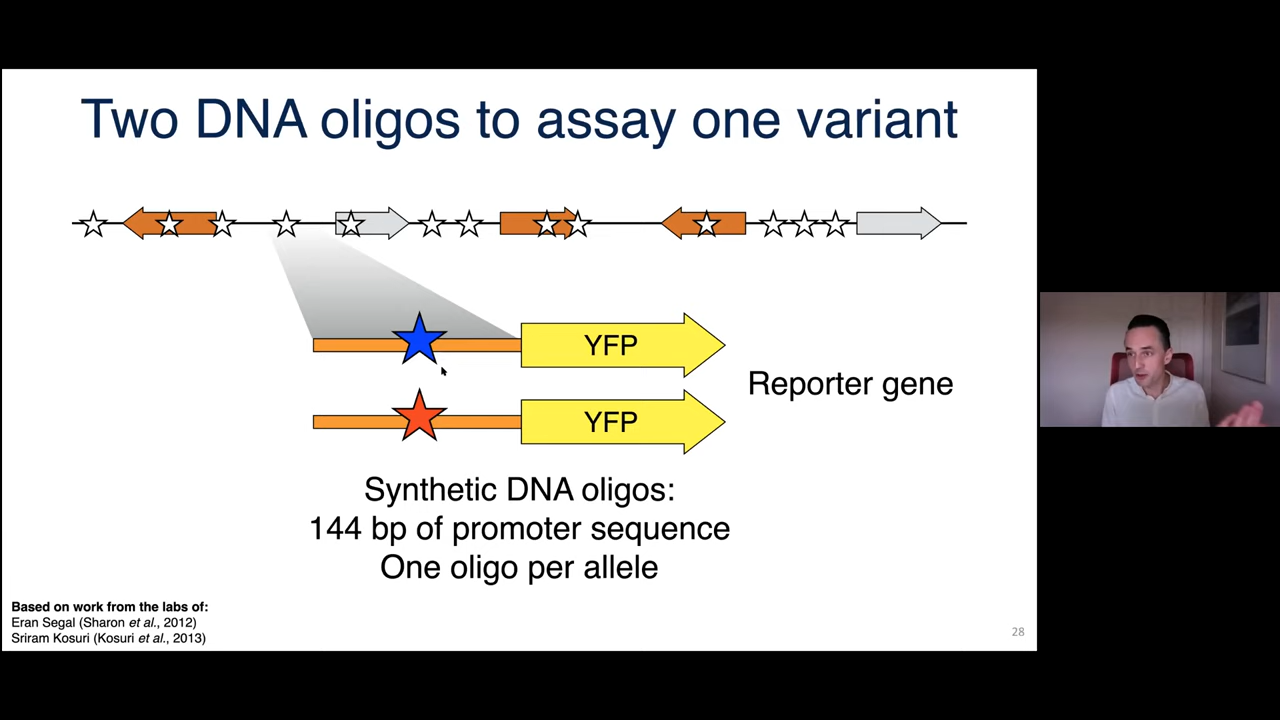 Two DNA oligos to assay one variant
YFP
YFP
Reporter gene
Synthetic DNA oligos:
144 bp of promoter sequence
One oligo per allele
Based on work from the labs of:
Eran Segal (Sharon et al., 2012)
Sriram Kosuri (Kosuri et al., 2013)
28